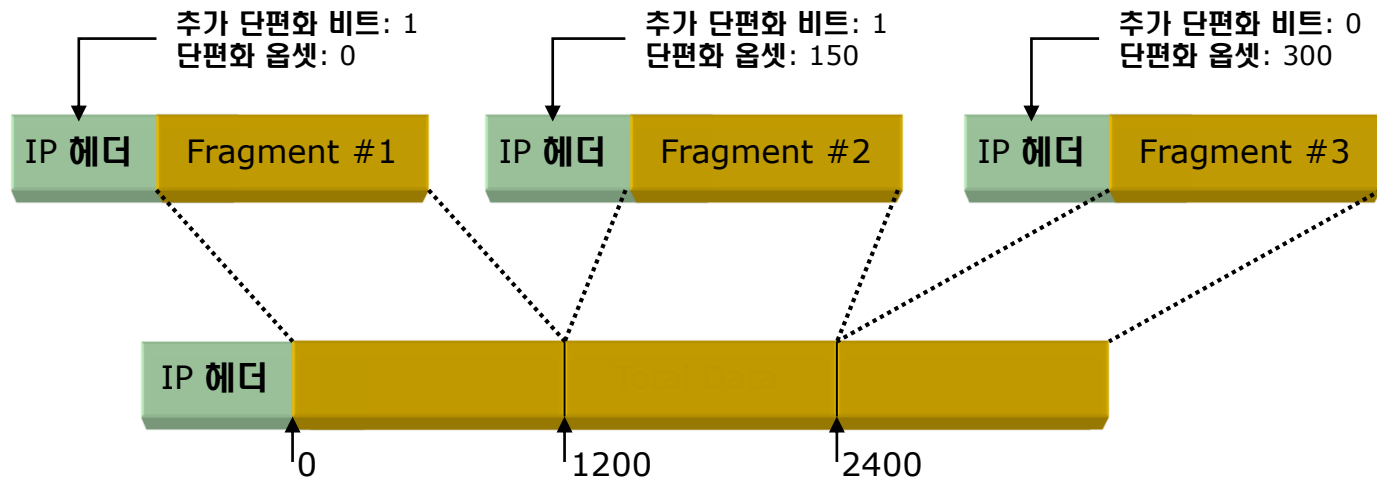 추가 단편화 비트: 1
단편화 옵셋: 0
추가 단편화 비트: 1
단편화 옵셋: 150
추가 단편화 비트: 0
단편화 옵셋: 300
IP 헤더
Fragment #1
IP 헤더
Fragment #2
IP 헤더
Fragment #3
IP 헤더
Total Data
0
1200
2400